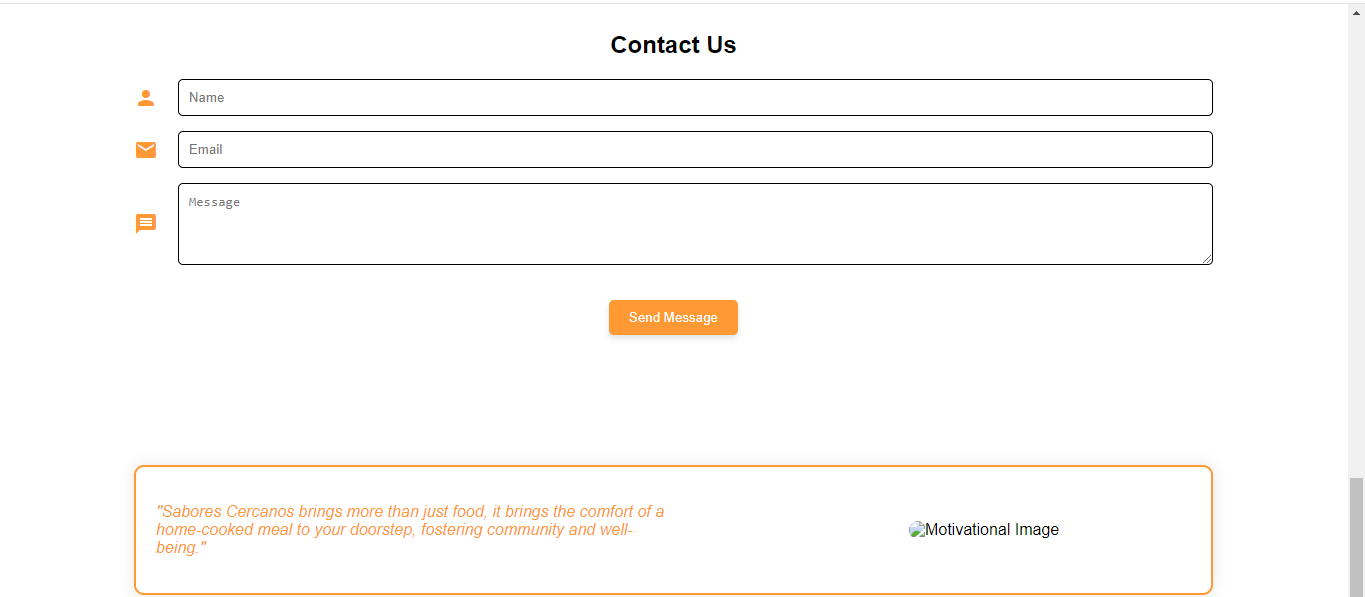 Contact Us
Name
Email
Message
Send Message
"Sabores Cercanos brings more than just food, it brings the comfort of a
home-cooked meal to your doorstep, fostering community and well-
being."
Motivational Image